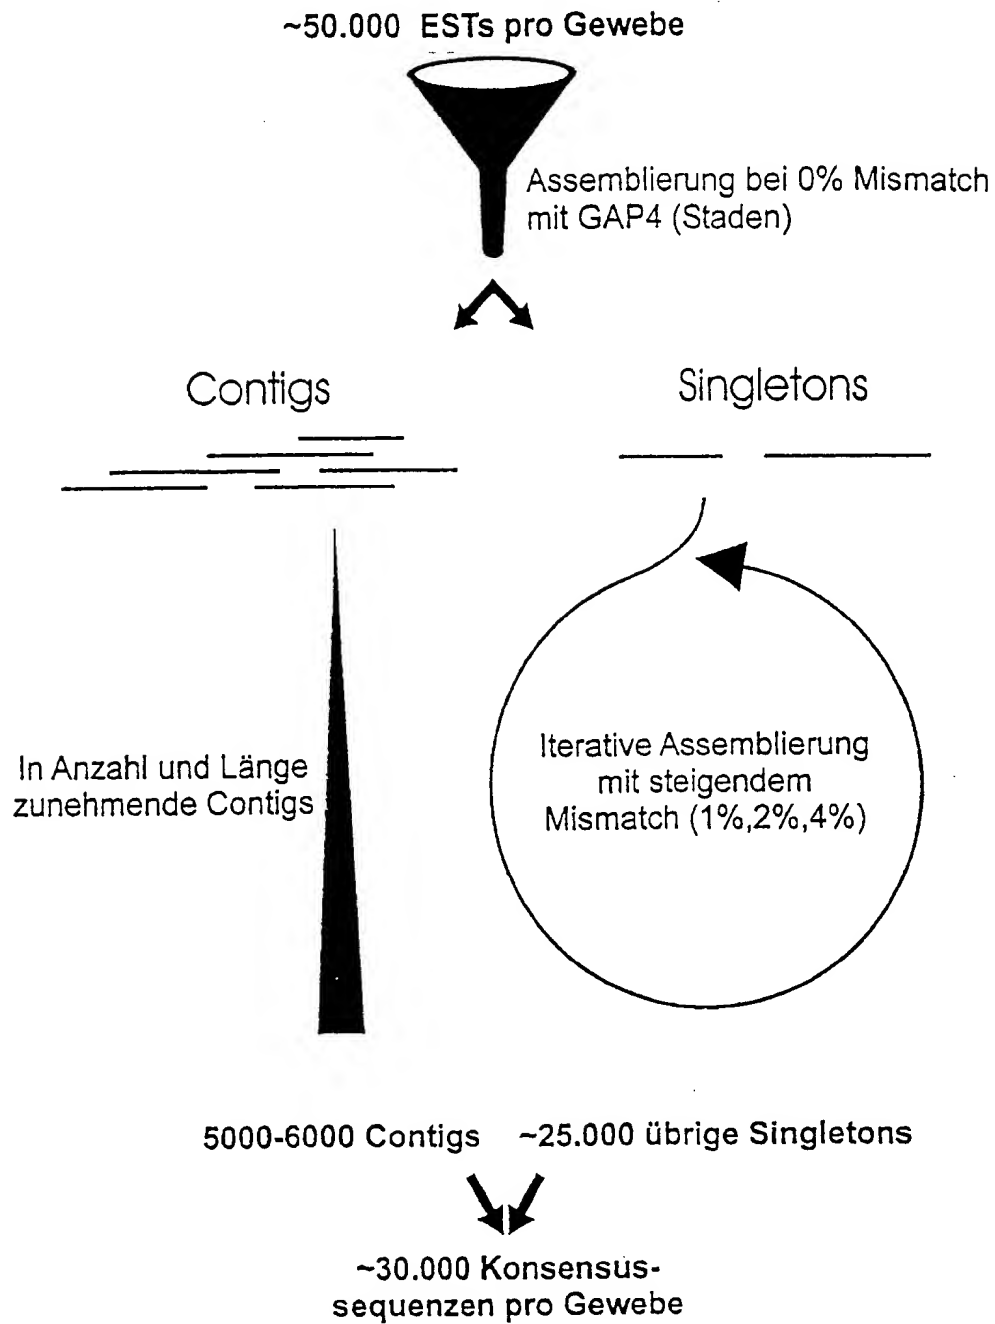 ~50.000 ESTs pro Gewebe
Assemblierung bei 0% Mismatch
mit GAP4 (Staden)
Contigs
Singletons
In Anzahl und Länge
zunehmende Contigs
Iterative Assemblierung
mit steigendem
Mismatch (1%,2%,4%)
5000-6000 Contigs
~25.000 übrige Singletons
~30.000 Konsensus-
sequenzen pro Gewebe